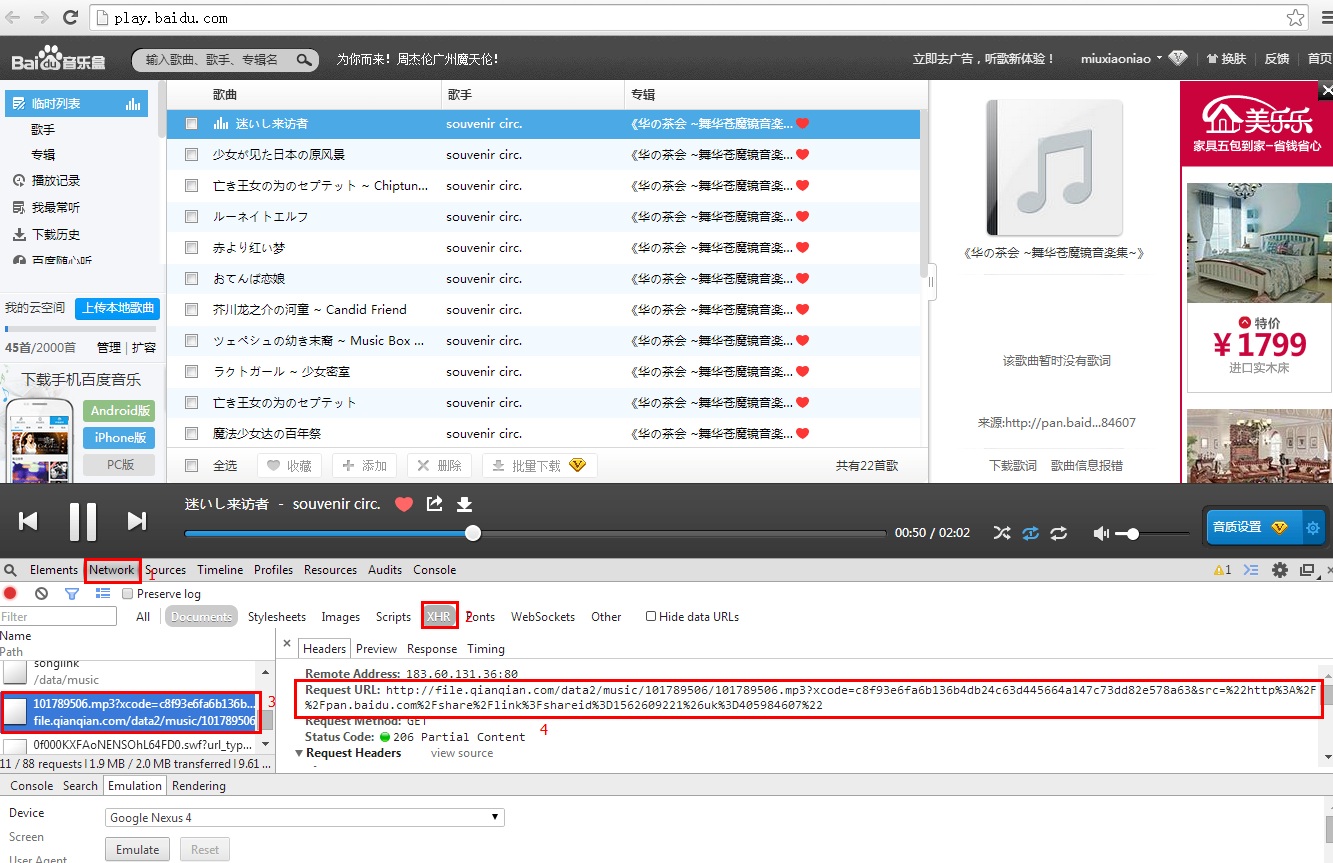 play.baidu.com
Baidu音乐盒
输入歌曲、歌手、专辑名
为你而来！周杰伦广州魔天伦！
立即去广告，听歌新体验！
miuxiaoniao
换肤
反馈
首页
临时列表
歌手
专辑
播放记录
我最常听
下载历史
百度随心听
我的云空间 上传本地歌曲
45首/2000首 管理 | 扩容
下载手机百度音乐
Android版
iPhone版
PC版
歌曲 歌手 专辑
迷いし来访者 souvenir circ. 《华の茶会 ~舞华苍魔镜音楽...
少女が见た日本の原风景 souvenir circ. 《华の茶会 ~舞华苍魔镜音楽...
亡き王女の为のセプテット ~ Chiptun... souvenir circ. 《华の茶会 ~舞华苍魔镜音楽...
ルーネイトエルフ souvenir circ. 《华の茶会 ~舞华苍魔镜音楽...
赤より红い梦 souvenir circ. 《华の茶会 ~舞华苍魔镜音楽...
おてんば恋娘 souvenir circ. 《华の茶会 ~舞华苍魔镜音楽...
芥川龙之介の河童 ~ Candid Friend souvenir circ. 《华の茶会 ~舞华苍魔镜音楽...
ツェペシュの幼き末裔 ~ Music Box ... souvenir circ. 《华の茶会 ~舞华苍魔镜音楽...
ラクトガール ~ 少女密室 souvenir circ. 《华の茶会 ~舞华苍魔镜音楽...
亡き王女の为のセプテット souvenir circ. 《华の茶会 ~舞华苍魔镜音楽...
魔法少女达の百年祭 souvenir circ. 《华の茶会 ~舞华苍魔镜音楽...
全选 收藏 添加 删除 批量下载 共有22首歌
《华の茶会 ~舞华苍魔镜音楽集~》
该歌曲暂时没有歌词
来源:http://pan.baid...84607
下载歌词 歌曲信息报错
美乐乐
家具五包到家-省钱省心
特价
¥1799
进口实木床
迷いし来访者 - souvenir circ.
00:50 / 02:02
音质设置
Elements Network Sources Timeline Profiles Resources Audits Console
1
1
Preserve log
Filter
All Documents Stylesheets Images Scripts XHR Fonts WebSockets Other Hide data URLs
2
Name
Path
songlink
/data/music
101789506.mp3?xcode=c8f93e6fa6b136b...
file.qianqian.com/data2/music/101789506
3
0f000KXFAoNENSOhL64FD0.swf?url_typ...
11 / 88 requests | 1.9 MB / 2.0 MB transferred | 9.61 ...
Headers Preview Response Timing
Remote Address: 183.60.131.36:80
Request URL: http://file.qianqian.com/data2/music/101789506/101789506.mp3?xcode=c8f93e6fa6b136b4db24c63d445664a147c73dd82e578a63&src=%22http%3A%2F
%2Fpan.baidu.com%2Fshare%2Flink%3Fshareid%3D1562609221%26uk%3D405984607%22
Request Method: GET
Status Code: 206 Partial Content
4
Request Headers view source
Console Search Emulation Rendering
Device
Google Nexus 4
Screen
Emulate Reset
User Agent